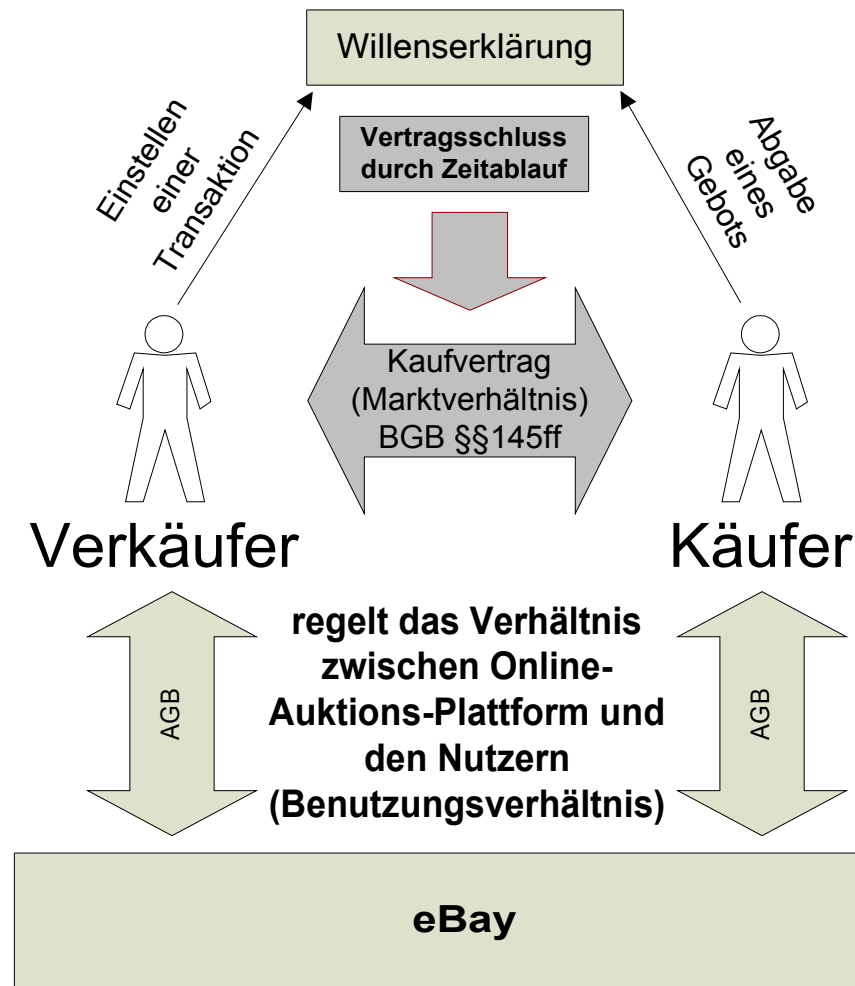 Willenserklärung
Einstellen
einer
Transaktion
Vertragsschluss
durch Zeitablauf
Abgabe
eines
Gebots
Kaufvertrag
(Marktverhältnis)
BGB §§145ff
Verkäufer
Käufer
AGB
regelt das Verhältnis
zwischen Online-
Auktions-Plattform und
den Nutzern
(Benutzungsverhältnis)
AGB
eBay